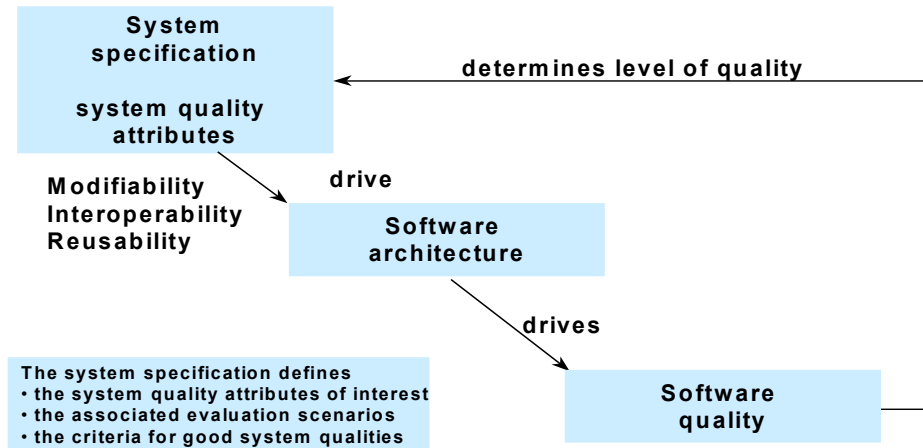 System
specification
system quality
attributes
determines level of quality
Modifiability
Interoperability
Reusability
drive
Software
architecture
drives
Software
quality
The system specification defines
• the system quality attributes of interest
• the associated evaluation scenarios
• the criteria for good system qualities